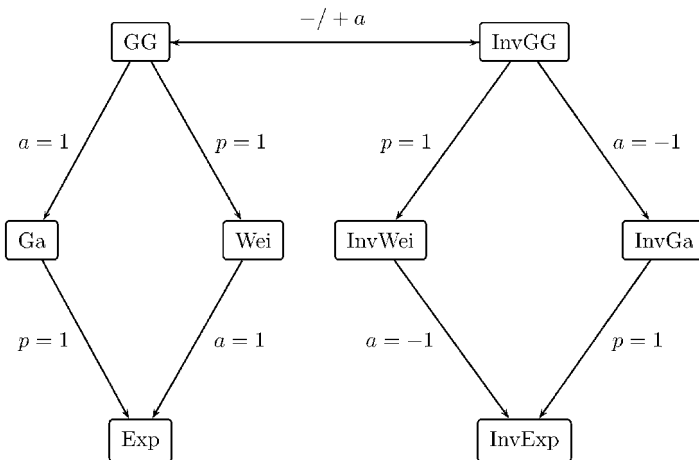 −/ + a
GG
InvGG
a = 1
p = 1
p = 1
a = −1
Ga
Wei
InvWei
InvGa
p = 1
a = 1
a = −1
p = 1
Exp
InvExp